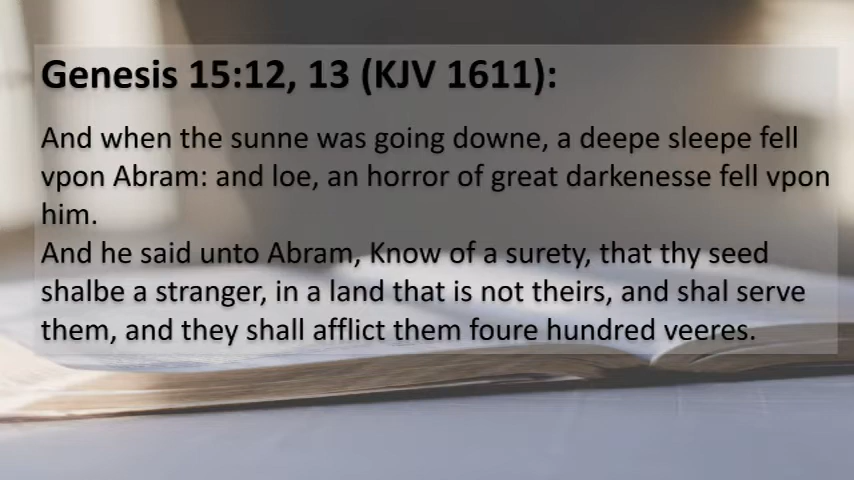 Genesis 15:12, 13 (KJV 1611):
And when the sunne was going downe, a deepe sleepe fell
vpon Abram: and loe, an horror of great darkenesse fell vpon
him.
And he said unto Abram, Know of a surety, that thy seed
shalbe a stranger, in a land that is not theirs, and shal serve
them, and they shall afflict them foure hundred veeres.